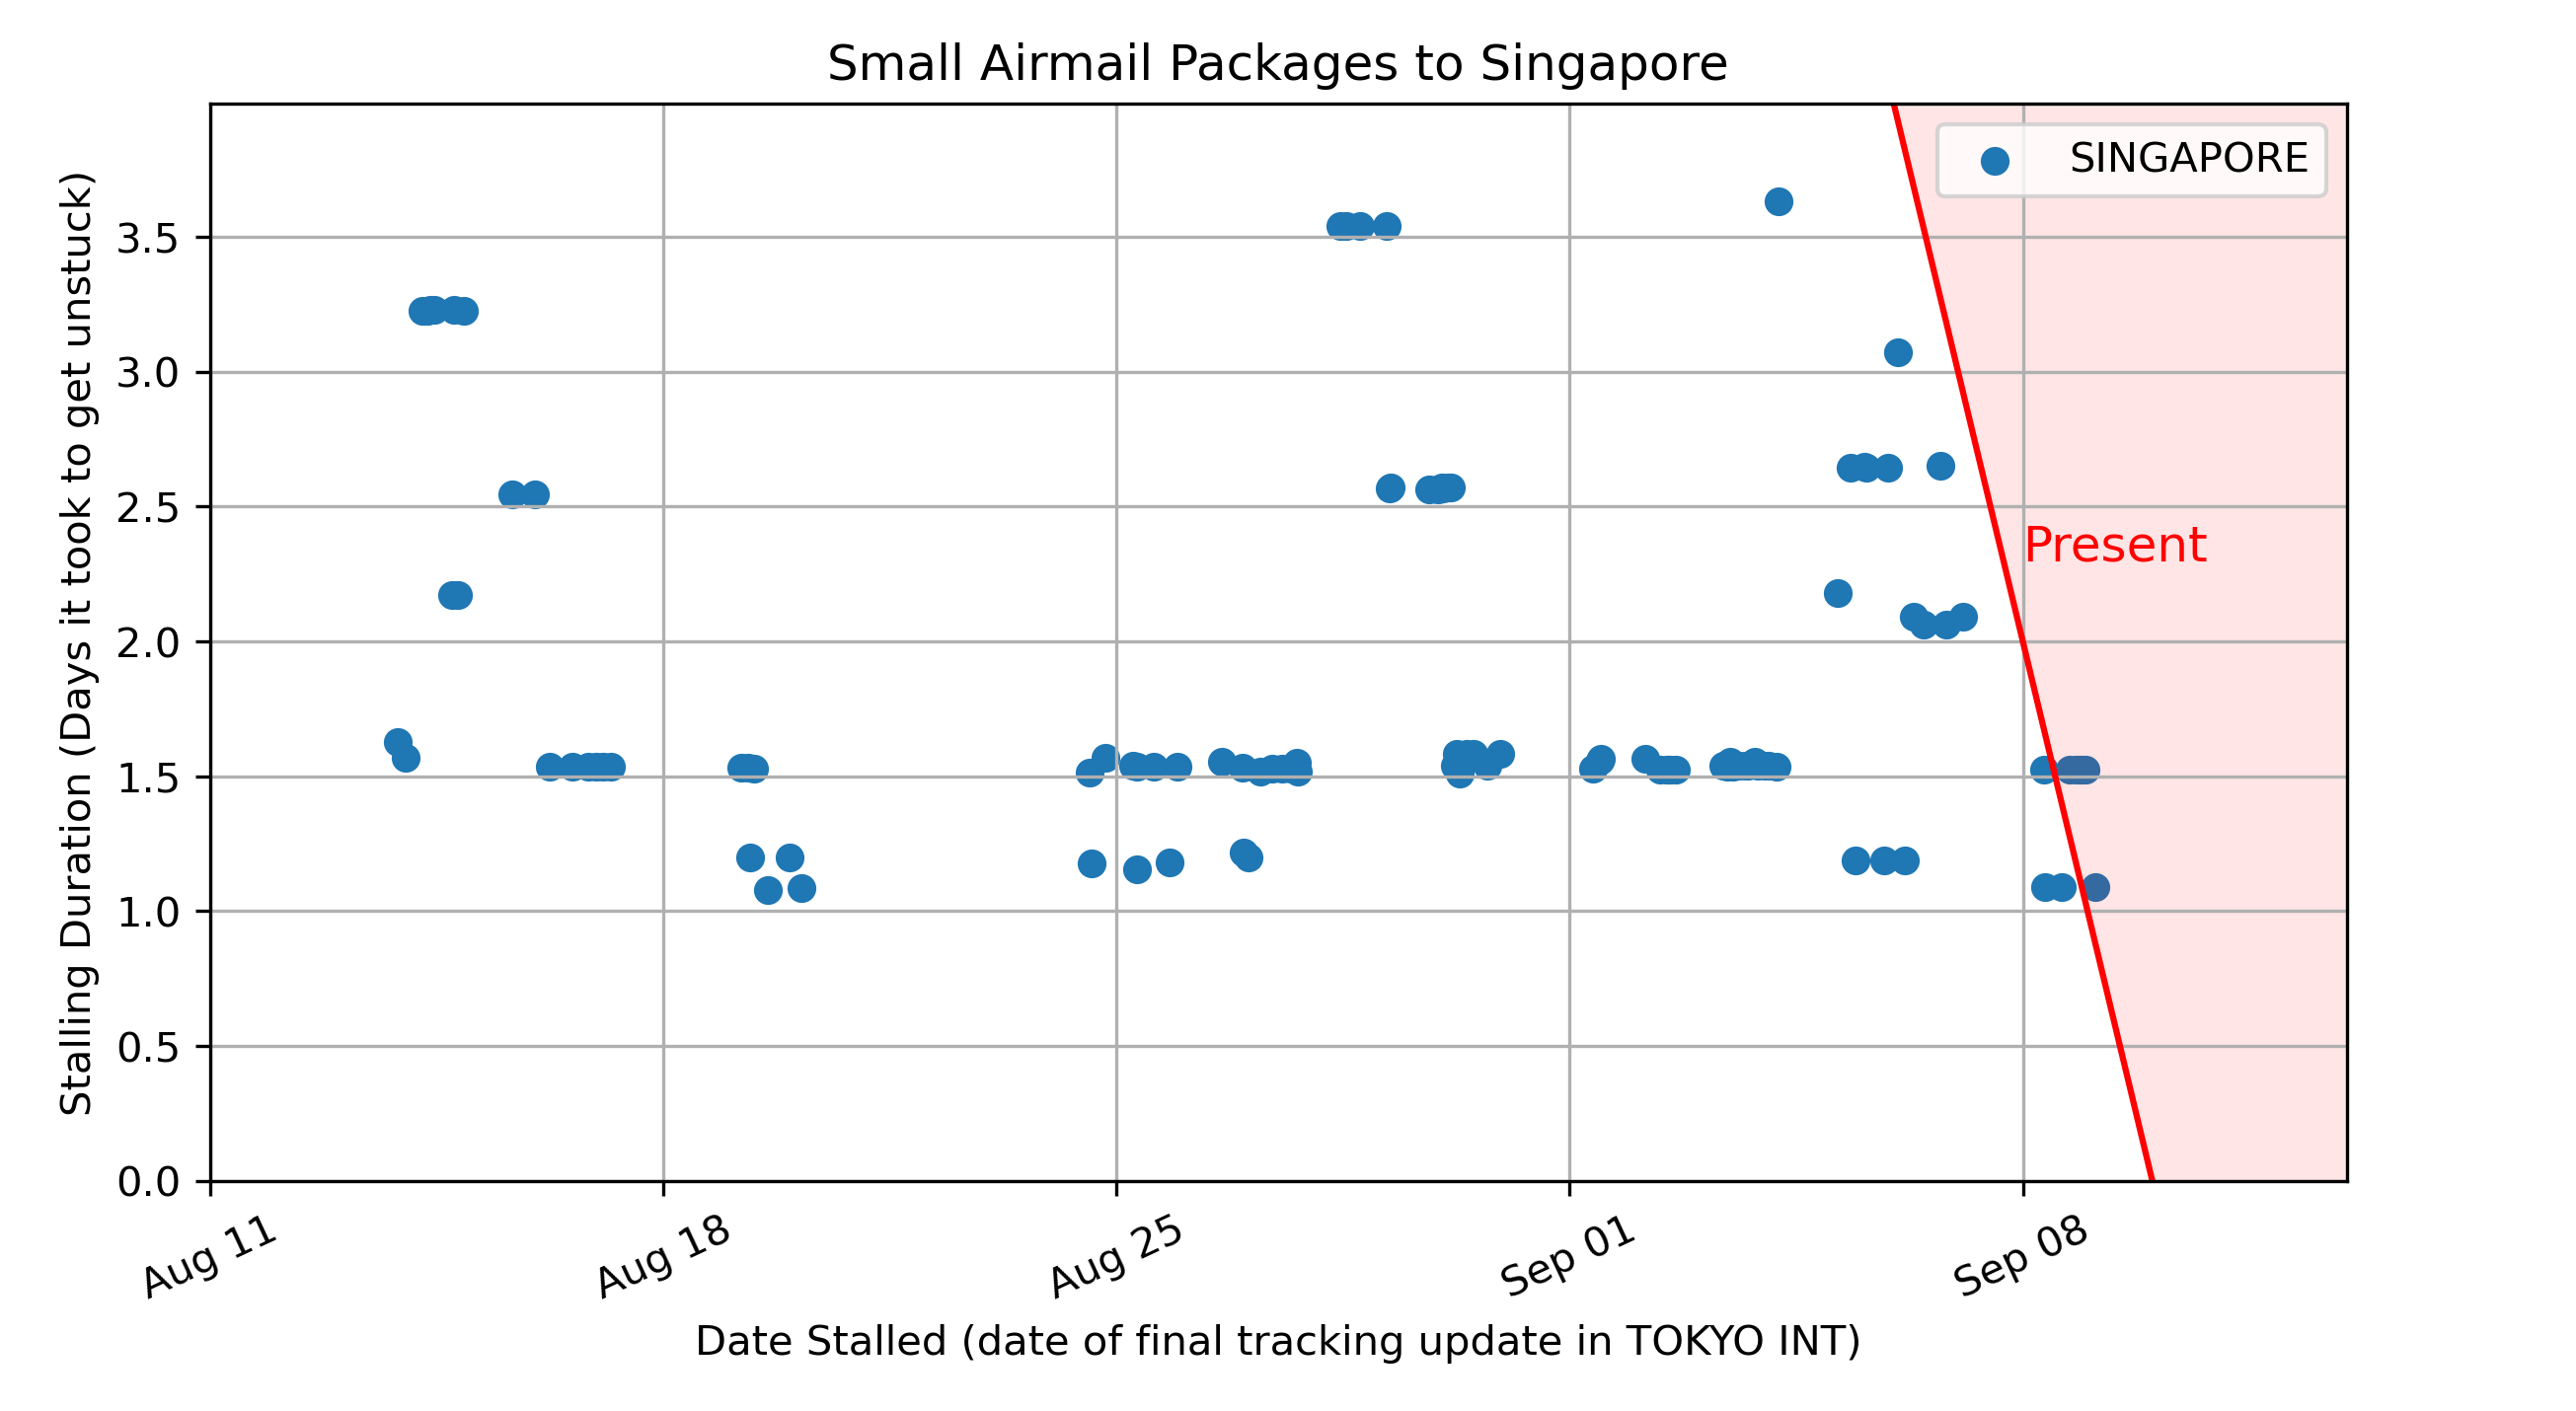 Small Airmail Packages to Singapore
SINGAPORE
Stalling Duration (Days it took to get unstuck)
3.5
3.0
2.5
2.0
1.5
1.0
0.5
0.0
Present
Aug 11
Aug 18
Aug 25
Sep 01
Sep 08
Date Stalled (date of final tracking update in TOKYO INT)